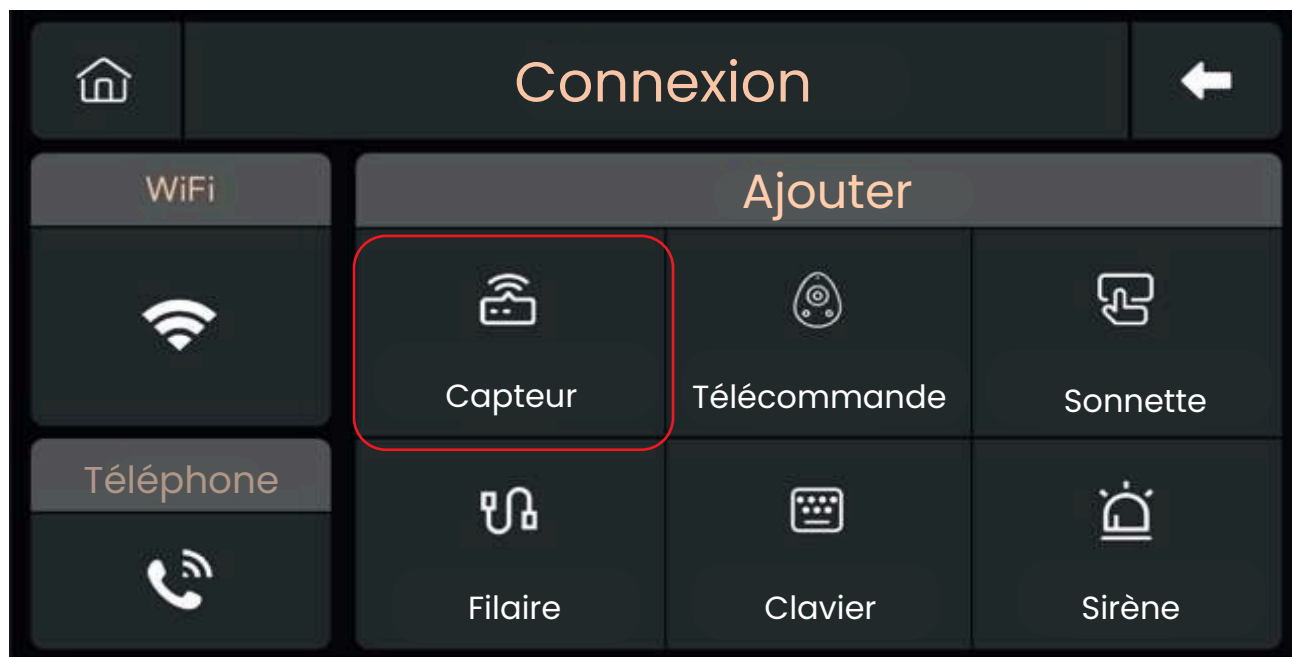 Connexion
WiFi
Ajouter
Capteur
Télécommande
Sonnette
Téléphone
Filaire
Clavier
Sirène